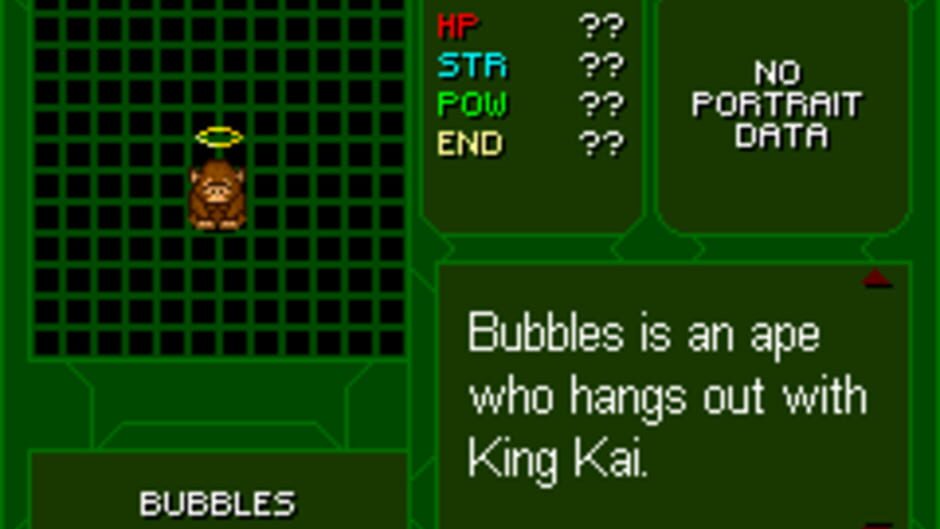 HP ??
STR ??
POW ??
END ??
NO
PORTRAIT
DATA
Bubbles is an ape
who hangs out with
King Kai.
BUBBLES